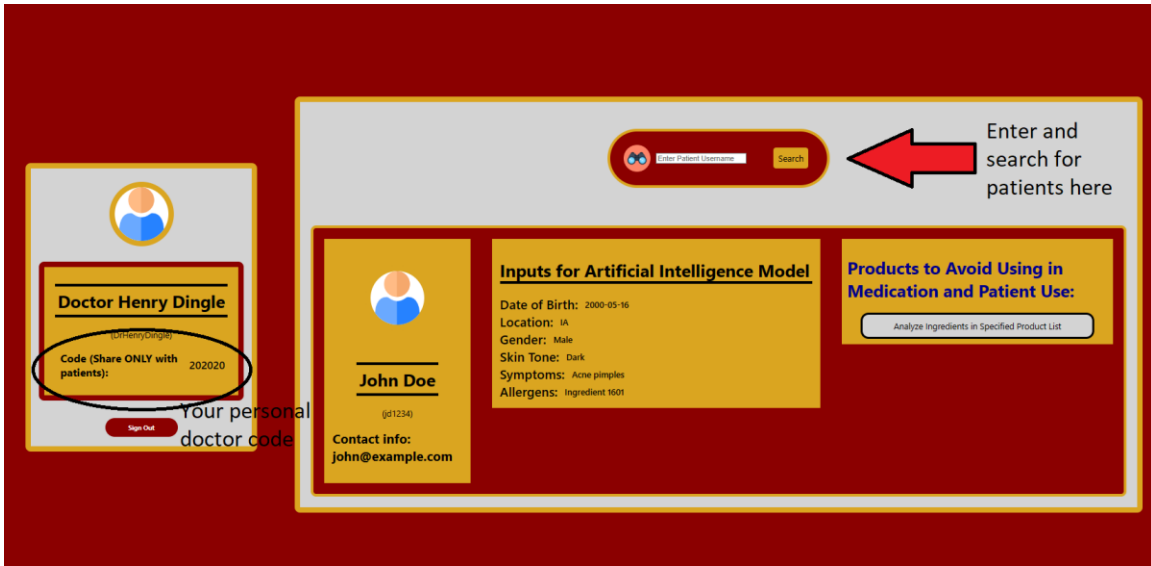 Doctor Henry Dingle
(DrHenryDingle)
Code (Share ONLY with
patients):
202020
Sign Out
Your personal
doctor code
Enter Patient Username
Search
Enter and
search for
patients here
John Doe
(jd1234)
Contact info:
john@example.com
Inputs for Artificial Intelligence Model
Date of Birth: 2000-05-16
Location: IA
Gender: Male
Skin Tone: Dark
Symptoms: Acne pimples
Allergens: Ingredient 1601
Products to Avoid Using in
Medication and Patient Use:
Analyze Ingredients in Specified Product List